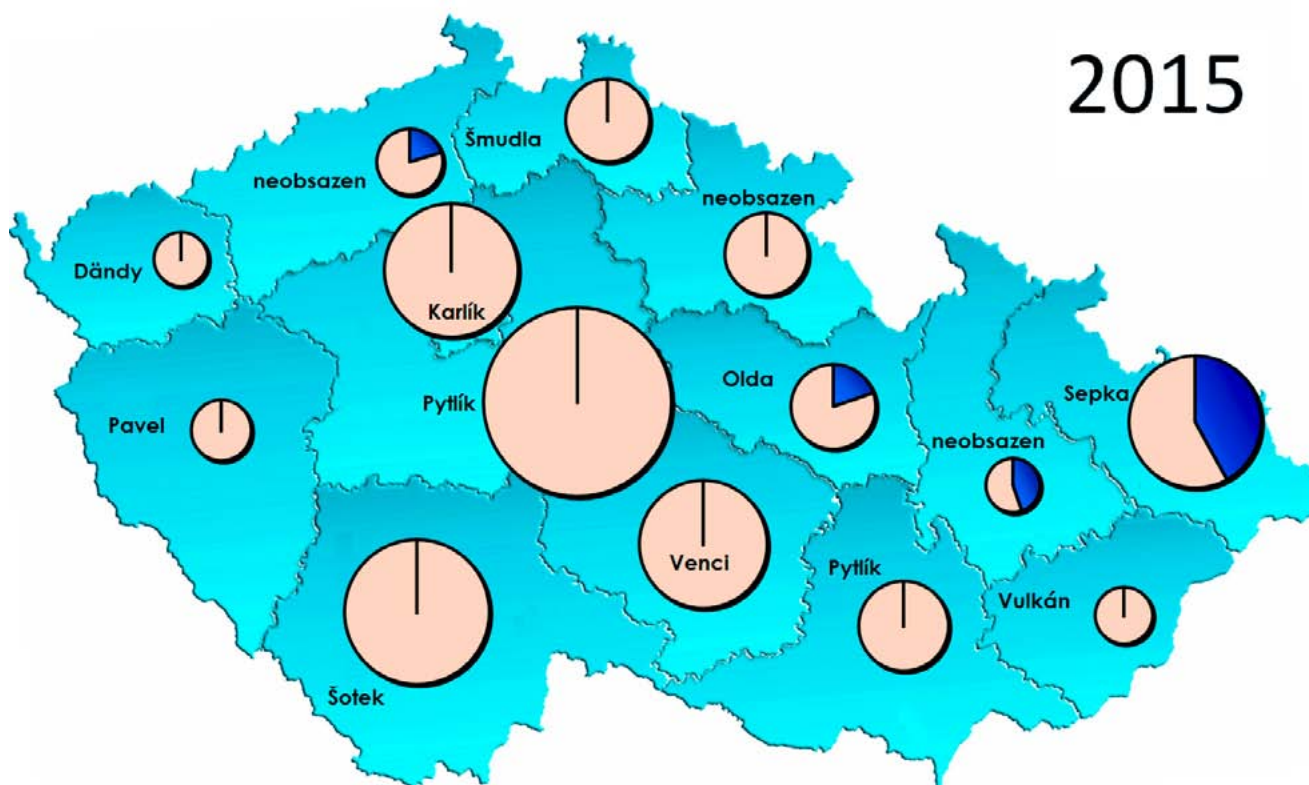 2015
Šmudla
neobsazen
neobsazen
Dändy
Karlík
Olda
Sepka
Pytlík
Pavel
neobsazen
Venci
Pytlík
Vulkán
Šotek